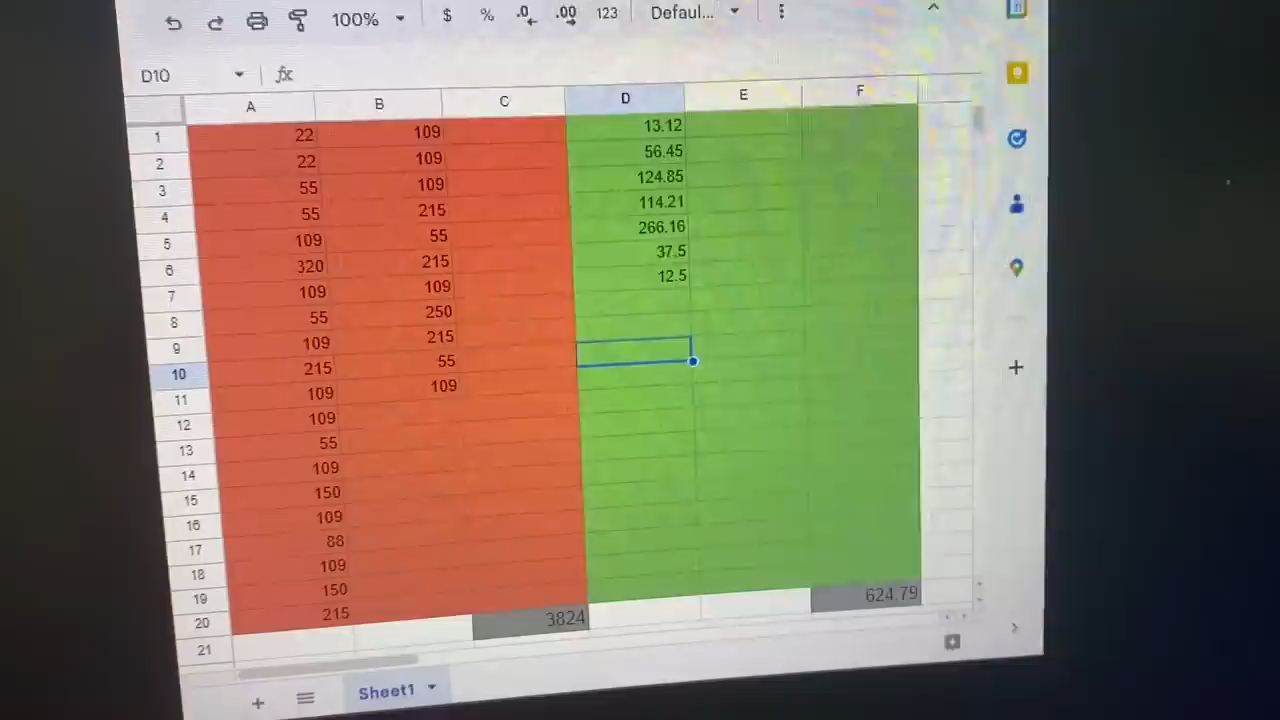 100% $ % .0 .00 123 Defaul...
D10 fx
A B C D E F
1 22 109 13.12
2 22 109 56.45
3 55 109 124.85
4 55 215 114.21
5 109 55 266.16
6 320 215 37.5
7 109 109 12.5
8 55 250
9 109 215
10 215 55
11 109 109
12 109
13 55
14 109
15 150
16 109
17 88
18 109
19 150 624.79
20 215 3824
21
Sheet1